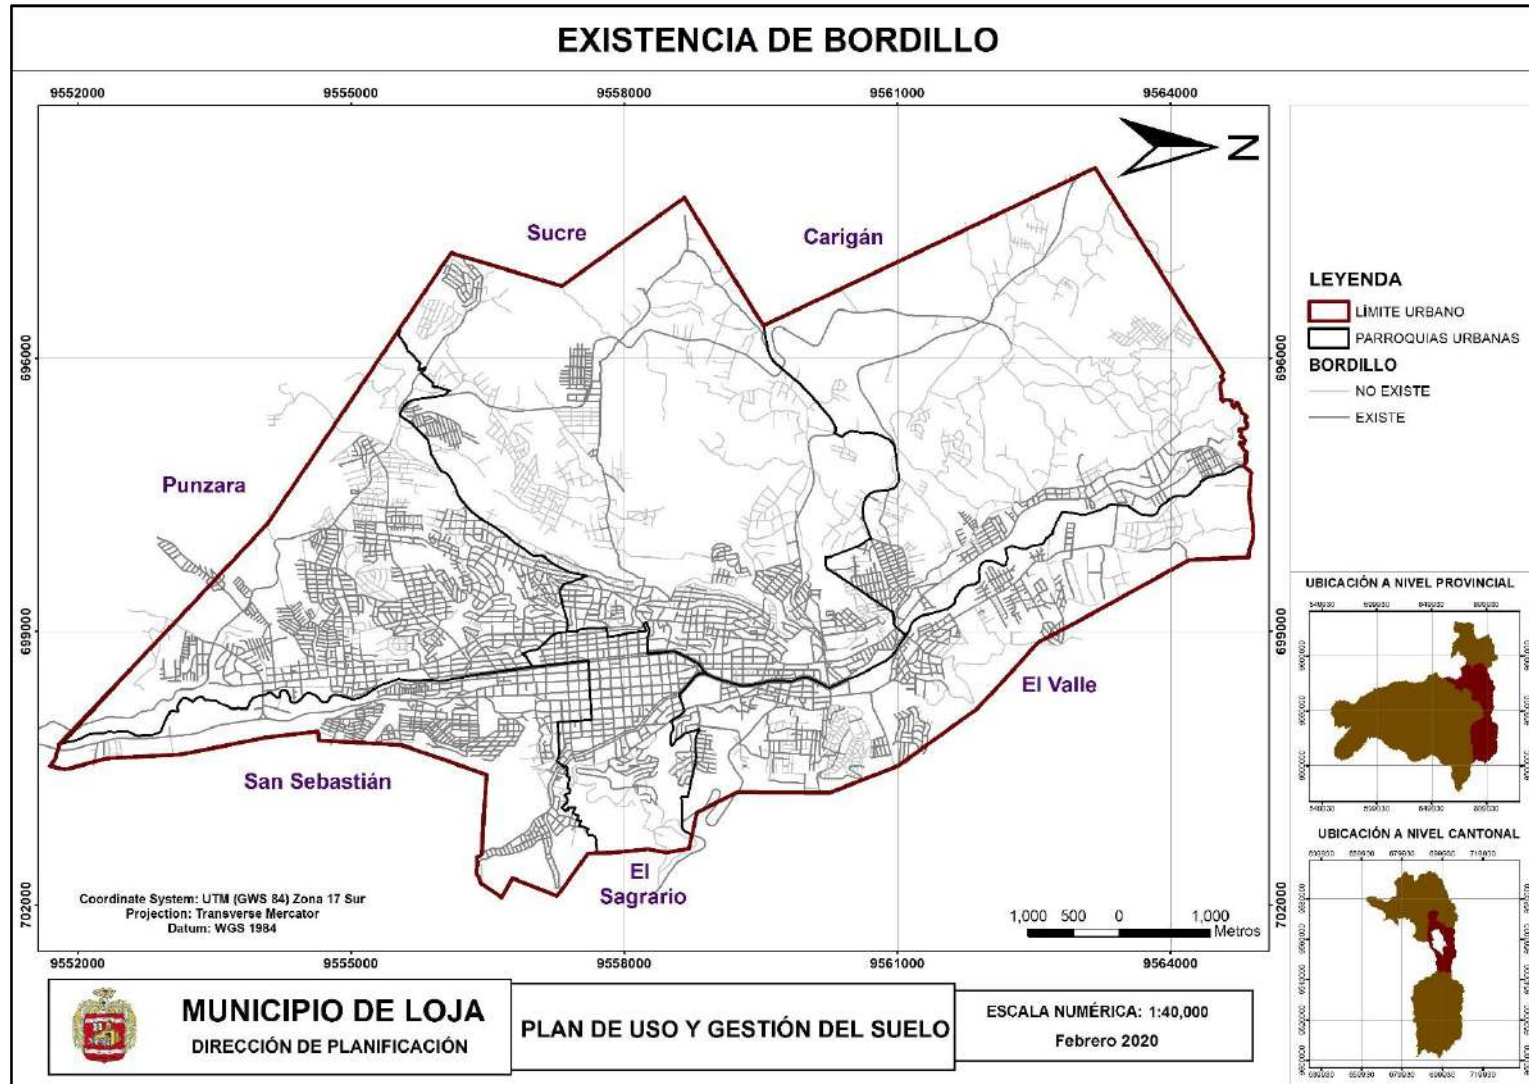 EXISTENCIA DE BORDILLO
9552000 9555000 9558000 9561000 9564000
N
Sucre
Carigán
LEYENDA
LÍMITE URBANO
PARROQUIAS URBANAS
BORDILLO
NO EXISTE
EXISTE
696000 696000
Punzara
UBICACIÓN A NIVEL PROVINCIAL
699000 699000
El Valle
San Sebastián
UBICACIÓN A NIVEL CANTONAL
El
Sagrario
Coordinate System: UTM (GWS 84) Zona 17 Sur
Projection: Transverse Mercator
Datum: WGS 1984
702000 702000
1,000 500 0 1,000
Metros
9552000 9555000 9558000 9561000 9564000
MUNICIPIO DE LOJA
DIRECCIÓN DE PLANIFICACIÓN
PLAN DE USO Y GESTIÓN DEL SUELO
ESCALA NUMÉRICA: 1:40,000
Febrero 2020